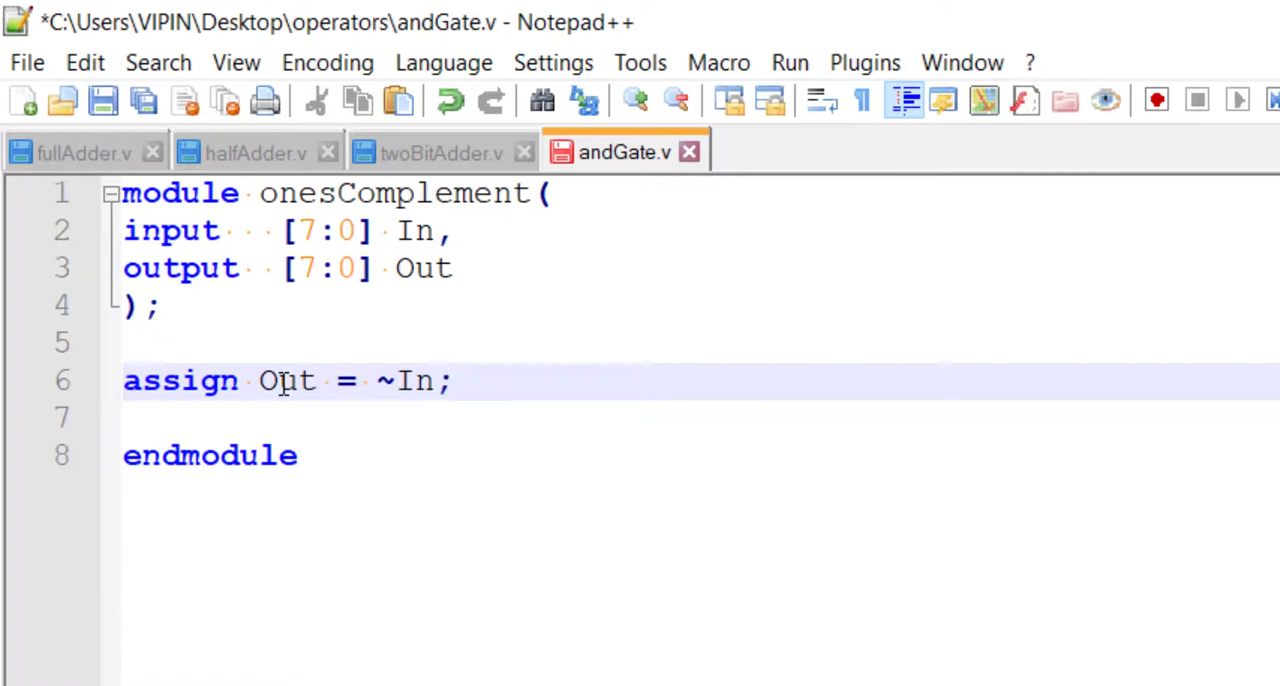 *C:\Users\VIPIN\Desktop\operators\andGate.v - Notepad++
File Edit Search View Encoding Language Settings Tools Macro Run Plugins Window ?
fullAdder.v halfAdder.v twoBitAdder.v andGate.v
1 module onesComplement(
2 input [7:0] In,
3 output [7:0] Out
4 );
5
6 assign Out = ~In;
7
8 endmodule